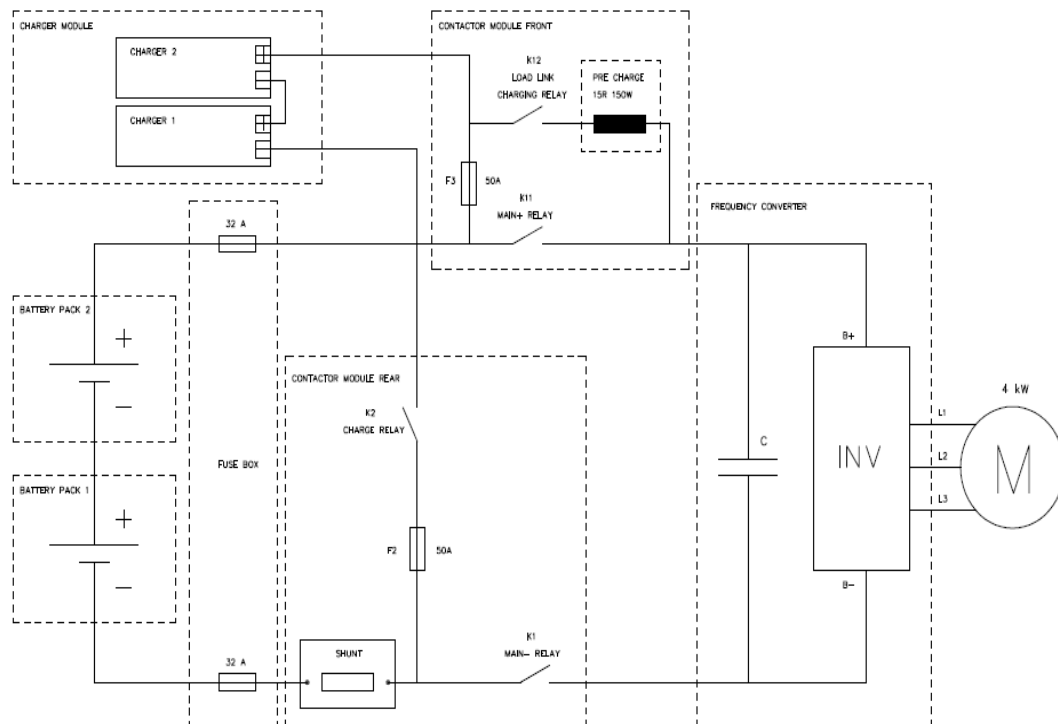 CHARGER MODULE
CHARGER 2
CHARGER 1
CONTACTOR MODULE FRONT
K12
LOAD LINK
CHARGING RELAY
PRE CHARGE
15R 150W
F3
50A
K11
MAIN+ RELAY
FREQUENCY CONVERTER
32 A
BATTERY PACK 2
+
−
BATTERY PACK 1
+
−
FUSE BOX
32 A
CONTACTOR MODULE REAR
K2
CHARGE RELAY
F2
50A
SHUNT
K1
MAIN− RELAY
C
B+
INV
B−
L1
L2
L3
4 kW
M